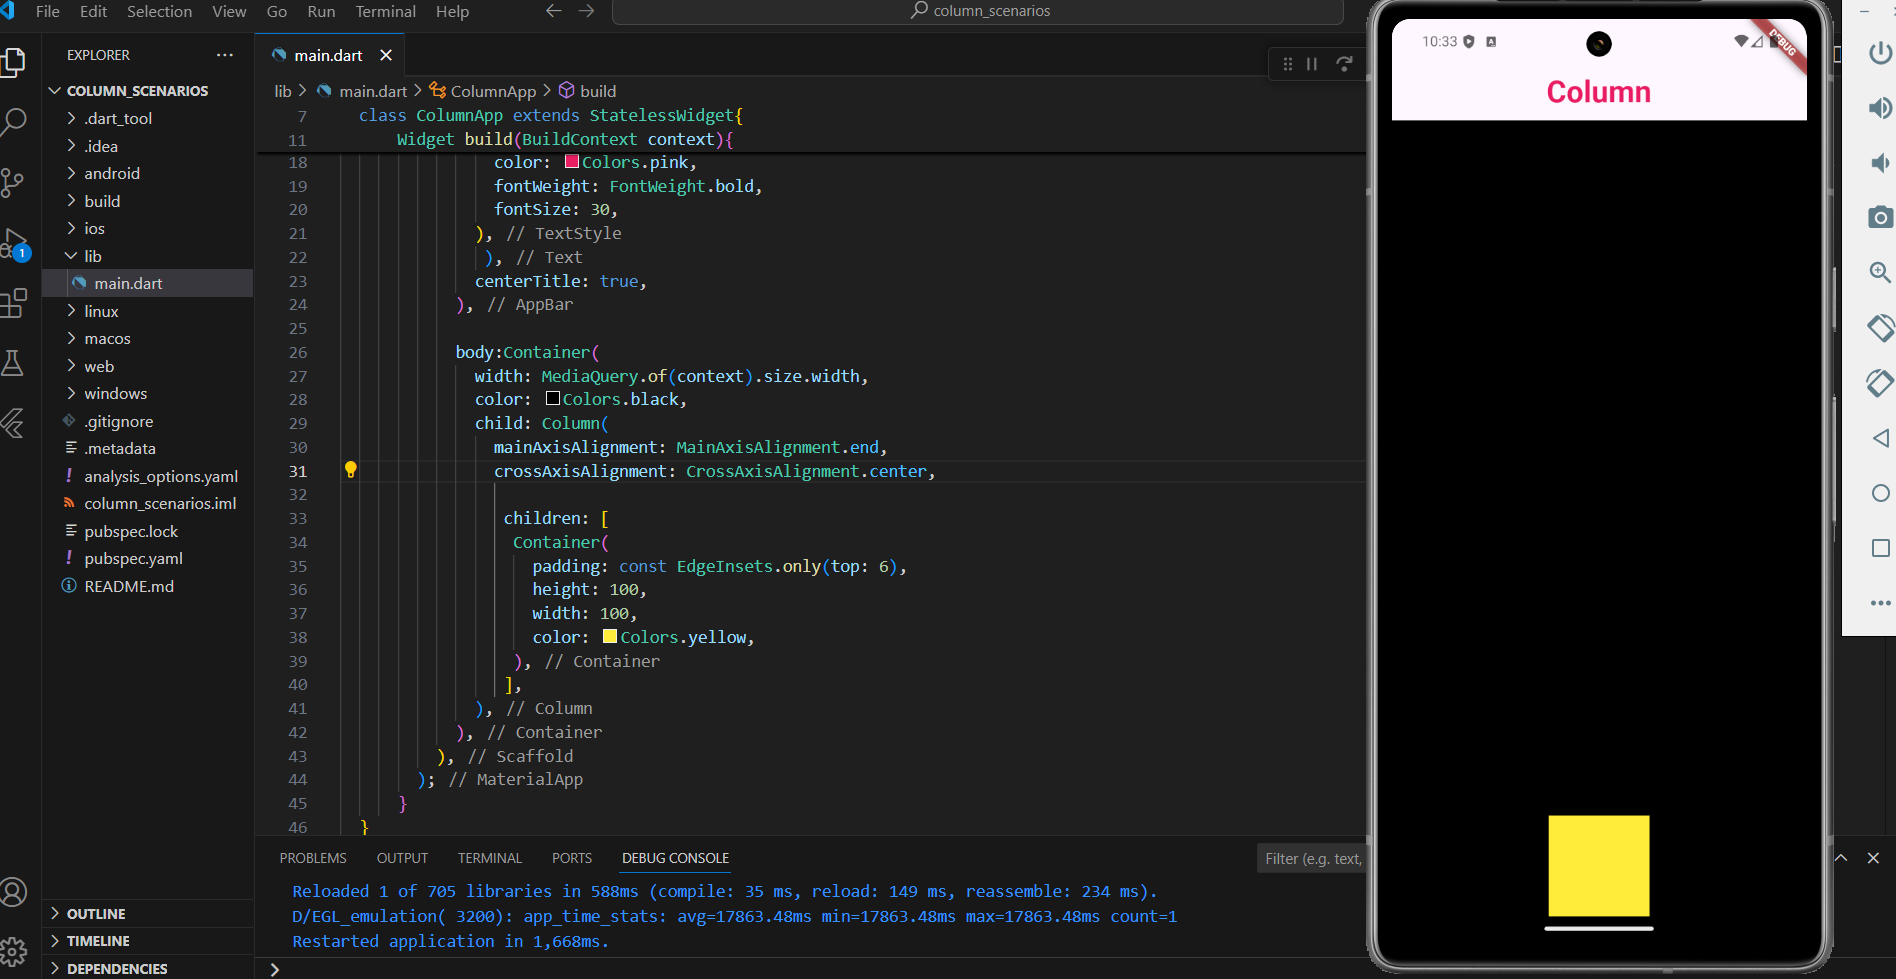 File Edit Selection View Go Run Terminal Help
column_scenarios
EXPLORER
COLUMN_SCENARIOS
.dart_tool
.idea
android
build
ios
lib
main.dart
linux
macos
web
windows
.gitignore
.metadata
analysis_options.yaml
column_scenarios.iml
pubspec.lock
pubspec.yaml
README.md
OUTLINE
TIMELINE
DEPENDENCIES
1
main.dart
lib > main.dart > ColumnApp > build
7 class ColumnApp extends StatelessWidget{
11 Widget build(BuildContext context){
18 color: Colors.pink,
19 fontWeight: FontWeight.bold,
20 fontSize: 30,
21 ), // TextStyle
22 ), // Text
23 centerTitle: true,
24 ), // AppBar
25
26 body:Container(
27 width: MediaQuery.of(context).size.width,
28 color: Colors.black,
29 child: Column(
30 mainAxisAlignment: MainAxisAlignment.end,
31 crossAxisAlignment: CrossAxisAlignment.center,
32
33 children: [
34 Container(
35 padding: const EdgeInsets.only(top: 6),
36 height: 100,
37 width: 100,
38 color: Colors.yellow,
39 ), // Container
40 ],
41 ), // Column
42 ), // Container
43 ), // Scaffold
44 ); // MaterialApp
45 }
46 }
PROBLEMS OUTPUT TERMINAL PORTS DEBUG CONSOLE
Filter (e.g. text,
Reloaded 1 of 705 libraries in 588ms (compile: 35 ms, reload: 149 ms, reassemble: 234 ms).
D/EGL_emulation( 3200): app_time_stats: avg=17863.48ms min=17863.48ms max=17863.48ms count=1
Restarted application in 1,668ms.
>
10:33
DEBUG
Column